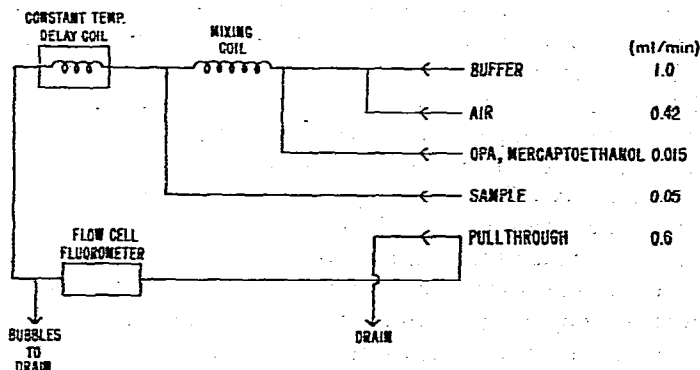 CONSTANT TEMP.
DELAY COIL
MIXING
COIL
(ml/min)
BUFFER 1.0
AIR 0.42
OPA, MERCAPTOETHANOL 0.015
SAMPLE 0.05
PULLTHROUGH 0.6
FLOW CELL
FLUOROMETER
BUBBLES
TO
DRAIN
DRAIN